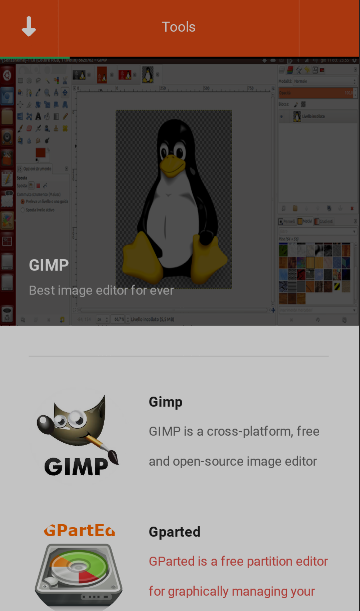 Tools
GIMP
Best image editor for ever
Gimp
GIMP is a cross-platform, free
and open-source image editor
GIMP
GPartEd
Gparted
GParted is a free partition editor
for graphically managing your